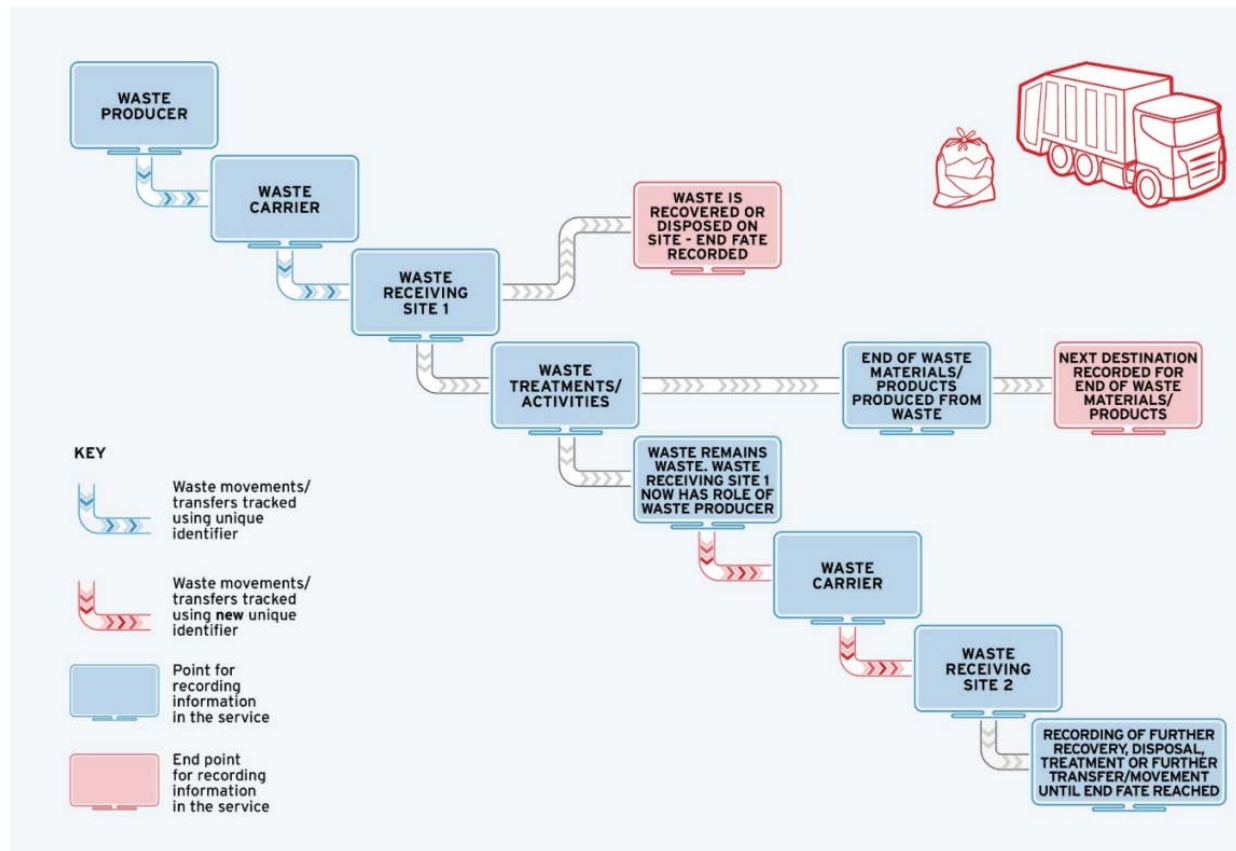 WASTE
PRODUCER
WASTE
CARRIER
WASTE
RECEIVING
SITE 1
WASTE IS
RECOVERED OR
DISPOSED ON
SITE - END FATE
RECORDED
WASTE
TREATMENTS/
ACTIVITIES
END OF WASTE
MATERIALS/
PRODUCTS
PRODUCED FROM
WASTE
NEXT DESTINATION
RECORDED FOR
END OF WASTE
MATERIALS/
PRODUCTS
WASTE REMAINS
WASTE. WASTE
RECEIVING SITE 1
NOW HAS ROLE OF
WASTE PRODUCER
WASTE
CARRIER
WASTE
RECEIVING
SITE 2
RECORDING OF FURTHER
RECOVERY, DISPOSAL,
TREATMENT OR FURTHER
TRANSFER/MOVEMENT
UNTIL END FATE REACHED
KEY
Waste movements/
transfers tracked
using unique
identifier
Waste movements/
transfers tracked
using new unique
identifier
Point for
recording
information
in the service
End point
for recording
information
in the service